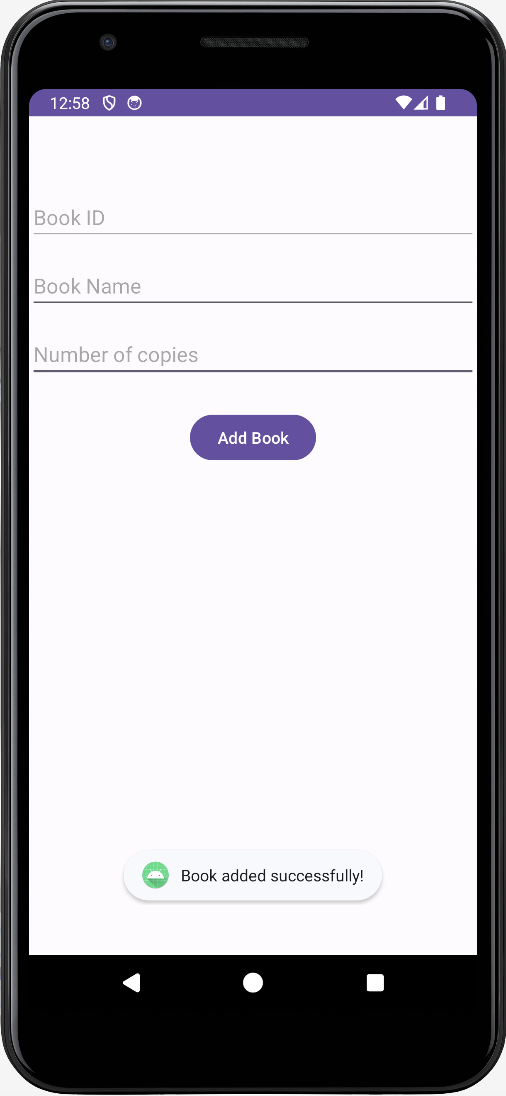 12:58
Book ID
Book Name
Number of copies
Add Book
Book added successfully!